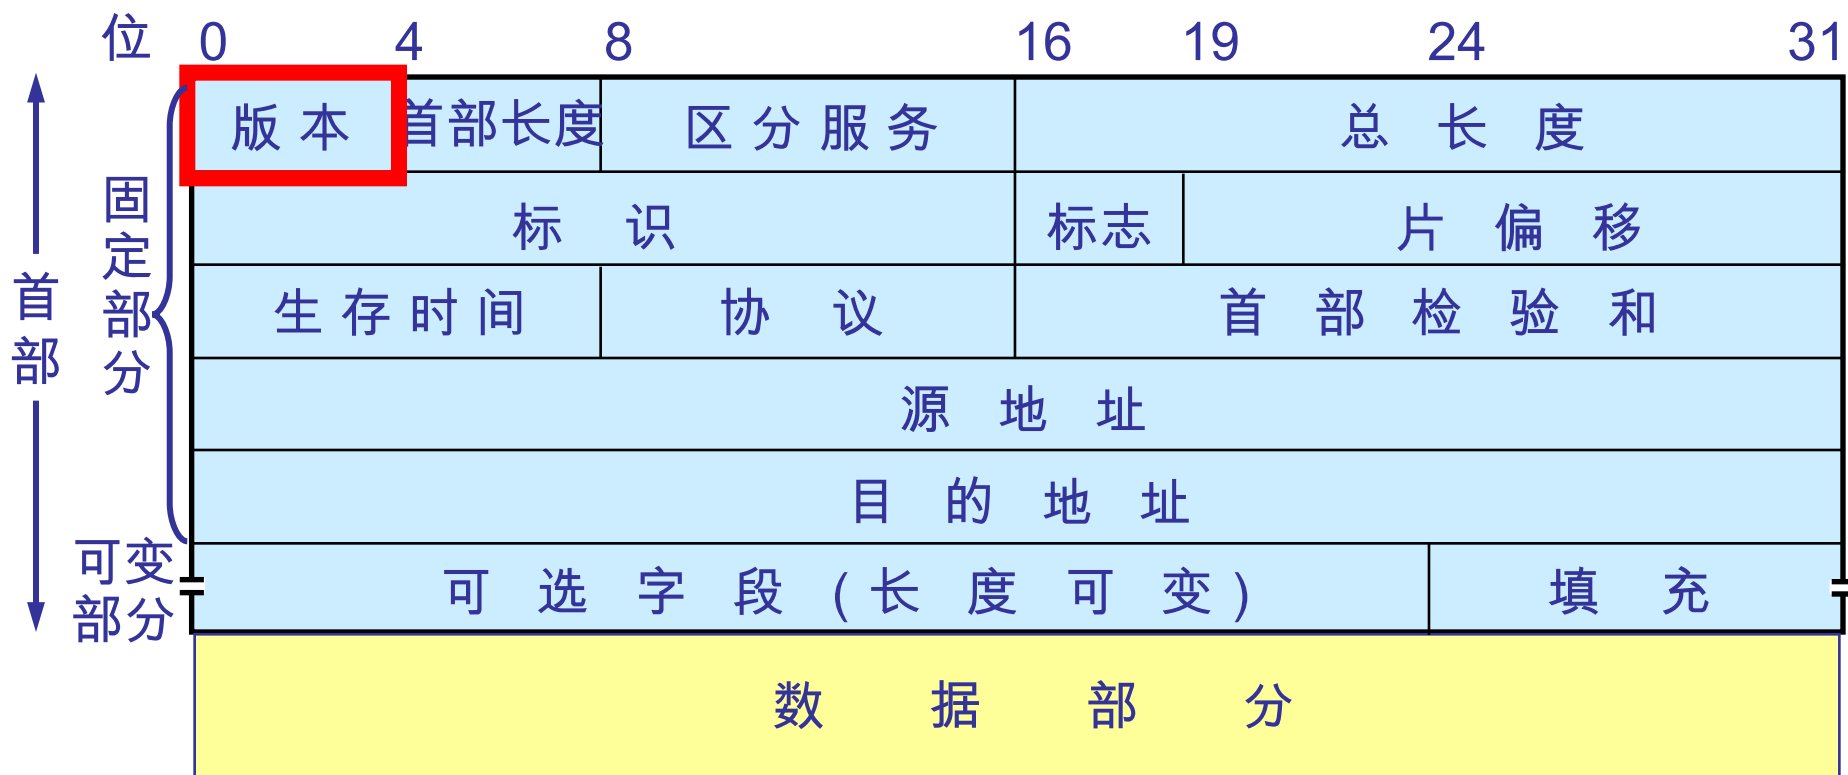 位 0 4 8 16 19 24 31
版本 首部长度 区分服务 总长度
标识 标志 片偏移
生存时间 协议 首部检验和
源地址
目的地址
可选字段(长度可变) 填充
数据部分
首部
固定部分
可变
部分